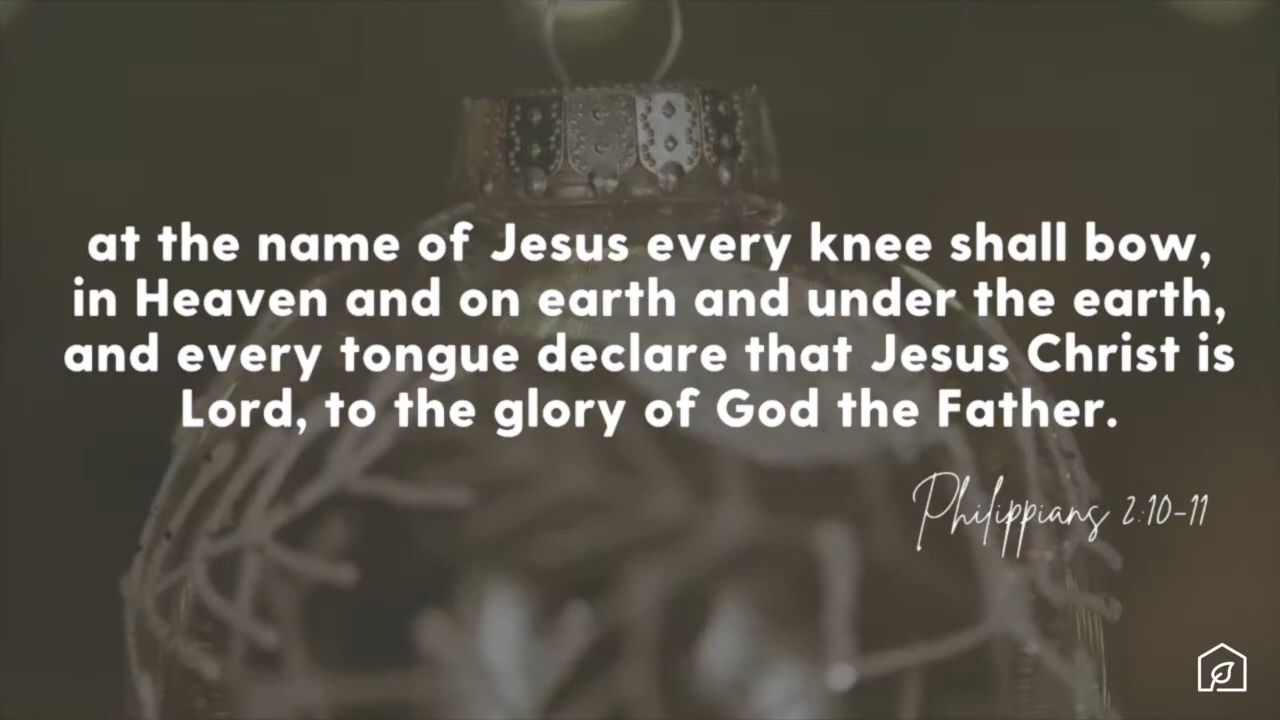 at the name of Jesus every knee shall bow,
in Heaven and on earth and under the earth,
and every tongue declare that Jesus Christ is
Lord, to the glory of God the Father.
Philippians 2:10-11